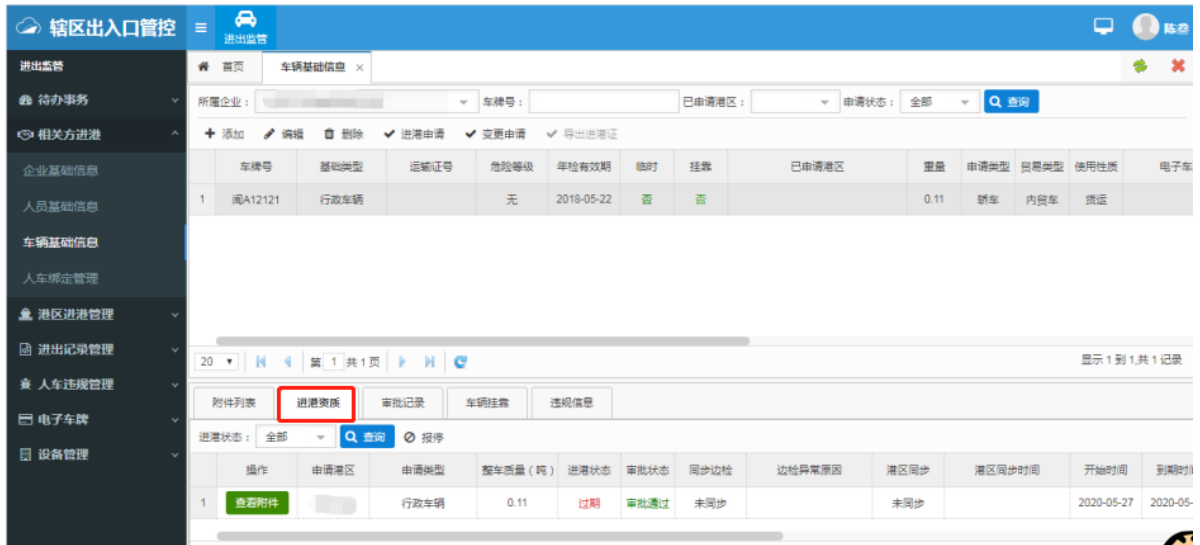 辖区出入口管控
进出监管
陈叁
进出监管
待办事务
相关方进港
企业基础信息
人员基础信息
车辆基础信息
人车绑定管理
港区进港管理
进出记录管理
人车违规管理
电子车牌
设备管理
首页 车辆基础信息 ×
所属企业： 车牌号： 已申请港区： 申请状态： 全部 查询
添加 编辑 删除 进港申请 变更申请 导出进港证
车牌号 基础类型 运输证号 危险等级 年检有效期 临时 挂靠 已申请港区 重量 申请类型 贸易类型 使用性质 电子车
1 闽A12121 行政车辆 无 2018-05-22 否 否 0.11 轿车 内贸车 货运
20 第 1 共1页 显示 1 到 1,共 1 记录
附件列表 进港资质 审批记录 车辆挂靠 违规信息
进港状态： 全部 查询 报停
操作 申请港区 申请类型 整车质量（吨） 进港状态 审批状态 同步边检 边检异常原因 港区同步 港区同步时间 开始时间 到期时间
1 查看附件 行政车辆 0.11 过期 审批通过 未同步 未同步 2020-05-27 2020-05-